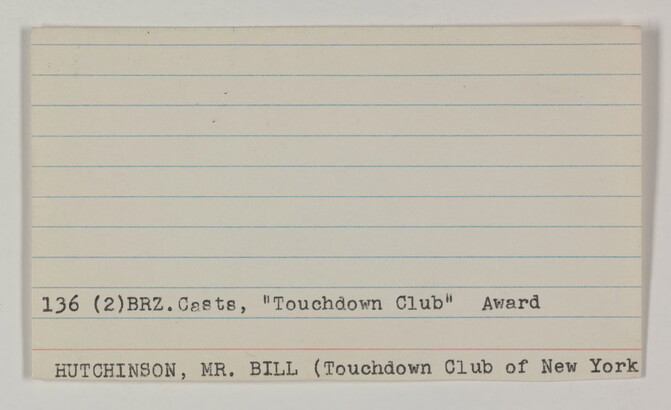 136 (2)BRZ.Casts, "Touchdown Club" Award
HUTCHINSON, MR. BILL (Touchdown Club of New York